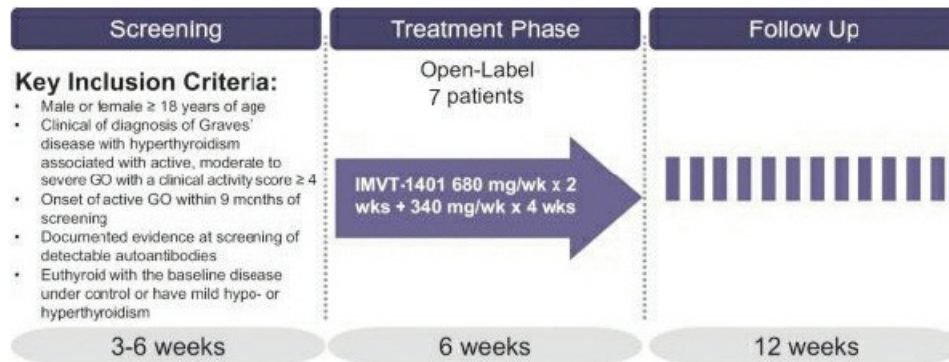 Screening
Treatment Phase
Follow Up
Key Inclusion Criteria:
• Male or female ≥ 18 years of age
• Clinical of diagnosis of Graves'
disease with hyperthyroidism
associated with active, moderate to
severe GO with a clinical activity score ≥ 4
• Onset of active GO within 9 months of
screening
• Documented evidence at screening of
detectable autoantibodies
• Euthyroid with the baseline disease
under control or have mild hypo- or
hyperthyroidism
Open-Label
7 patients
IMVT-1401 680 mg/wk x 2
wks + 340 mg/wk x 4 wks
3-6 weeks
6 weeks
12 weeks